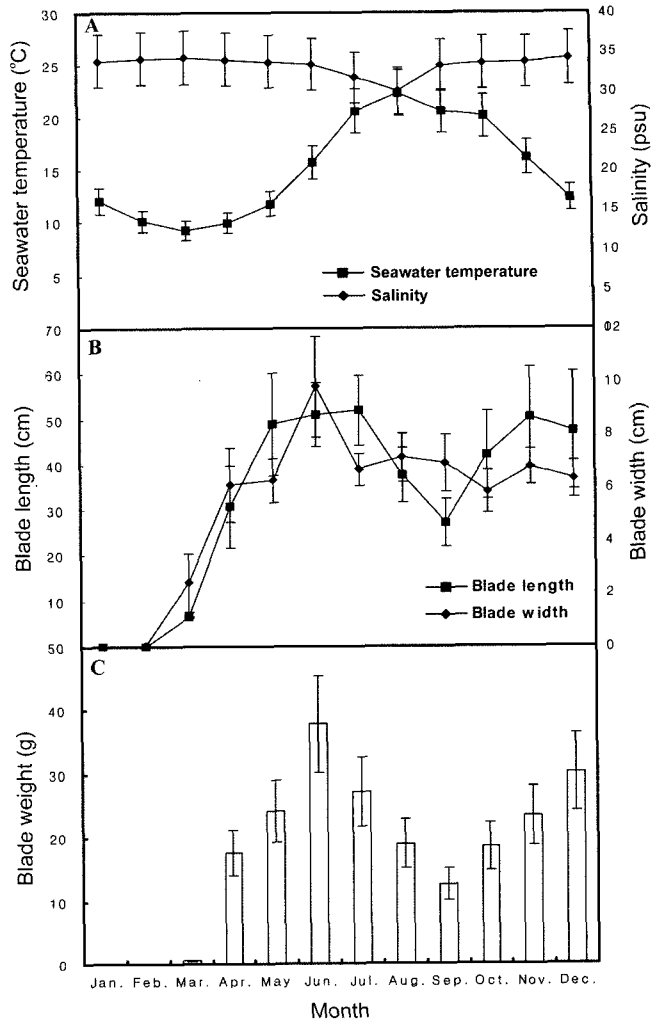 A
30
25
20
15
10
5
Seawater temperature (°C)
40
35
30
25
20
15
10
5
0
Salinity (psu)
Seawater temperature
Salinity
B
70
60
50
40
30
20
10
Blade length (cm)
12
10
8
6
4
2
0
Blade width (cm)
Blade length
Blade width
C
50
40
30
20
10
0
Blade weight (g)
Jan. Feb. Mar. Apr. May Jun. Jul. Aug. Sep. Oct. Nov. Dec.
Month